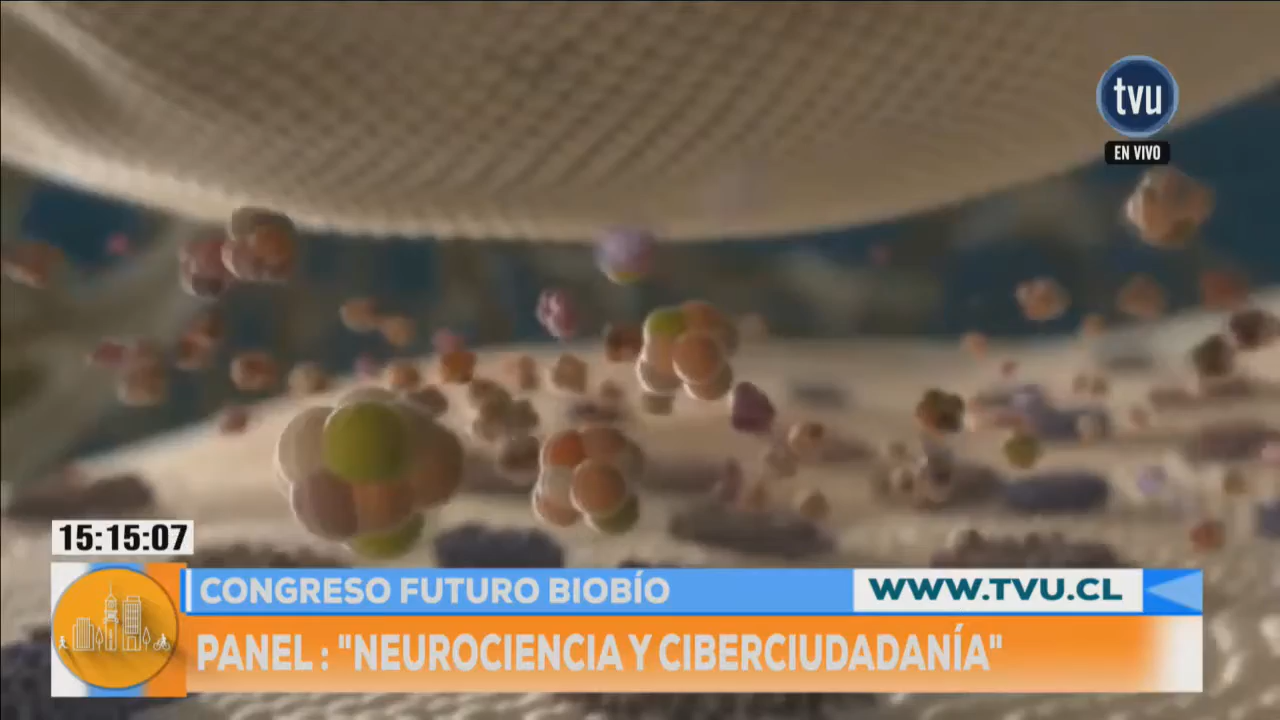 tvu
EN VIVO
15:15:07
CONGRESO FUTURO BIOBÍO
WWW.TVU.CL
PANEL : "NEUROCIENCIA Y CIBERCIUDADANÍA"